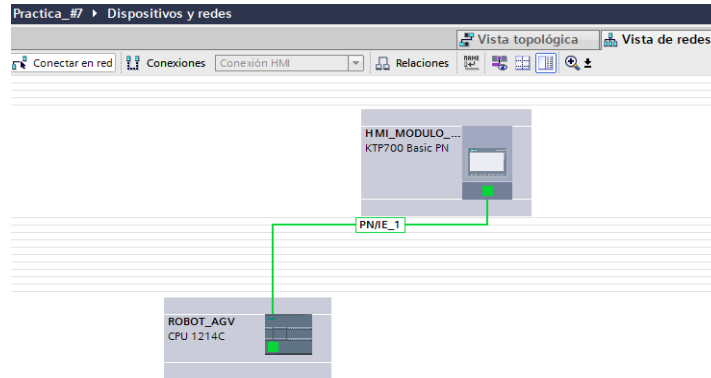 Practica_#7 ▸ Dispositivos y redes
Vista topológica Vista de redes
Conectar en red Conexiones Conexión HMI Relaciones
HMI_MODULO_...
KTP700 Basic PN
PN/IE_1
ROBOT_AGV
CPU 1214C